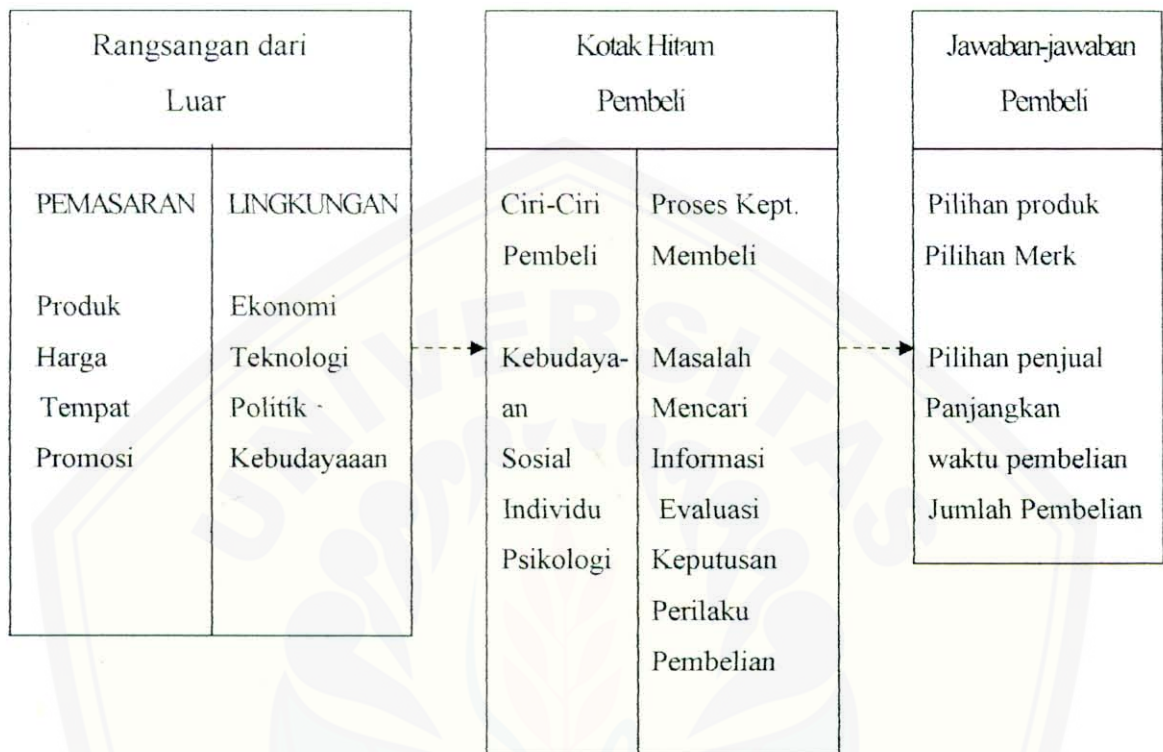 Rangsangan dari
Luar
PEMASARAN
Produk
Harga
Tempat
Promosi
LINGKUNGAN
Ekonomi
Teknologi
Politik
Kebudayaaan
Kotak Hitam
Pembeli
Ciri-Ciri
Pembeli
Kebudaya-
an
Sosial
Individu
Psikologi
Proses Kept.
Membeli
Masalah
Mencari
Informasi
Evaluasi
Keputusan
Perilaku
Pembelian
Jawaban-jawaban
Pembeli
Pilihan produk
Pilihan Merk
Pilihan penjual
Panjangkan
waktu pembelian
Jumlah Pembelian
UNIVERSITAS